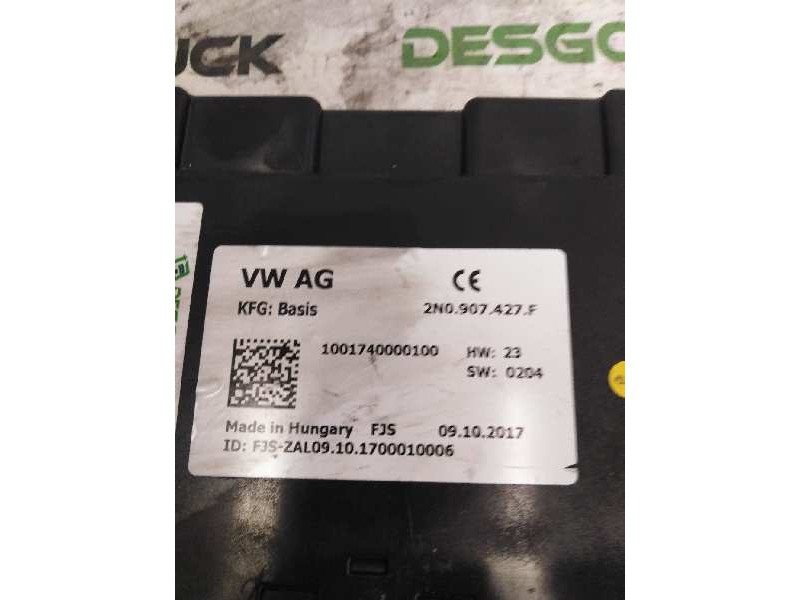 UCK DESGO
VW AG CE
KFG: Basis 2N0.907.427.F
1001740000100 HW: 23
SW: 0204
Made in Hungary FJS 09.10.2017
ID: FJS-ZAL09.10.1700010006